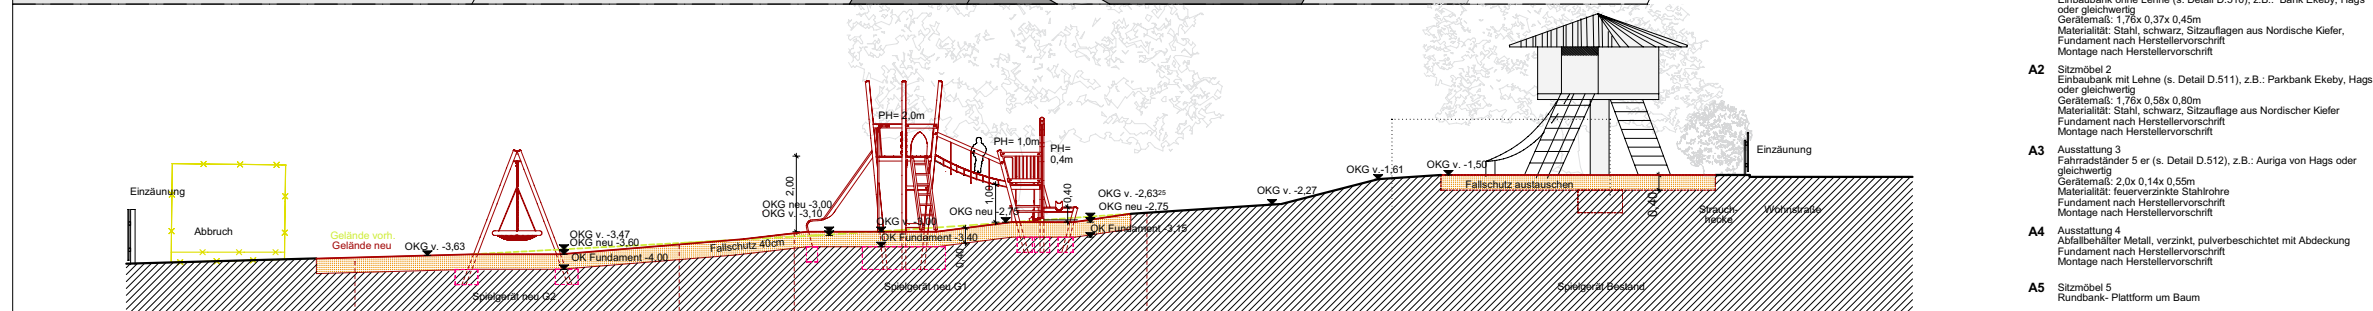 PH= 2,0m
PH= 1,0m
PH=
0,4m
2,00
1,00
0,40
Einzäunung
Abbruch
Gelände vorh.
Gelände neu
OKG v. -3,63
OKG v. -3,47
OKG neu -3,60
OK Fundament -4,00
Fallschutz 40cm
OKG neu -3,00
OKG v. -3,10
OKG v. -3,00
OK Fundament -3,40
0,40
OKG neu -2,75
OKG v. -2,63²⁵
OKG neu -2,75
OK Fundament -3,15
OKG v. -2,27
OKG v.-1,61
OKG v. -1,50
Fallschutz austauschen
0,40
Einzäunung
Strauch-
hecke
Wohnstraße
Spielgerät neu G2
Spielgerät neu G1
Spielgerät Bestand
Einbaubank ohne Lehne (s. Detail D.510), z.B.: Bank Ekeby, Hags
oder gleichwertig
Gerätemaß: 1,76x 0,37x 0,45m
Materialität: Stahl, schwarz, Sitzauflagen aus Nordische Kiefer,
Fundament nach Herstellervorschrift
Montage nach Herstellervorschrift
A2 Sitzmöbel 2
Einbaubank mit Lehne (s. Detail D.511), z.B.: Parkbank Ekeby, Hags
oder gleichwertig
Gerätemaß: 1,76x 0,58x 0,80m
Materialität: Stahl, schwarz, Sitzauflage aus Nordischer Kiefer
Fundament nach Herstellervorschrift
Montage nach Herstellervorschrift
A3 Ausstattung 3
Fahrradständer 5 er (s. Detail D.512), z.B.: Auriga von Hags oder
gleichwertig
Gerätemaß: 2,0x 0,14x 0,55m
Materialität: feuerverzinkte Stahlrohre
Fundament nach Herstellervorschrift
Montage nach Herstellervorschrift
A4 Ausstattung 4
Abfallbehälter Metall, verzinkt, pulverbeschichtet mit Abdeckung
Fundament nach Herstellervorschrift
Montage nach Herstellervorschrift
A5 Sitzmöbel 5
Rundbank- Plattform um Baum